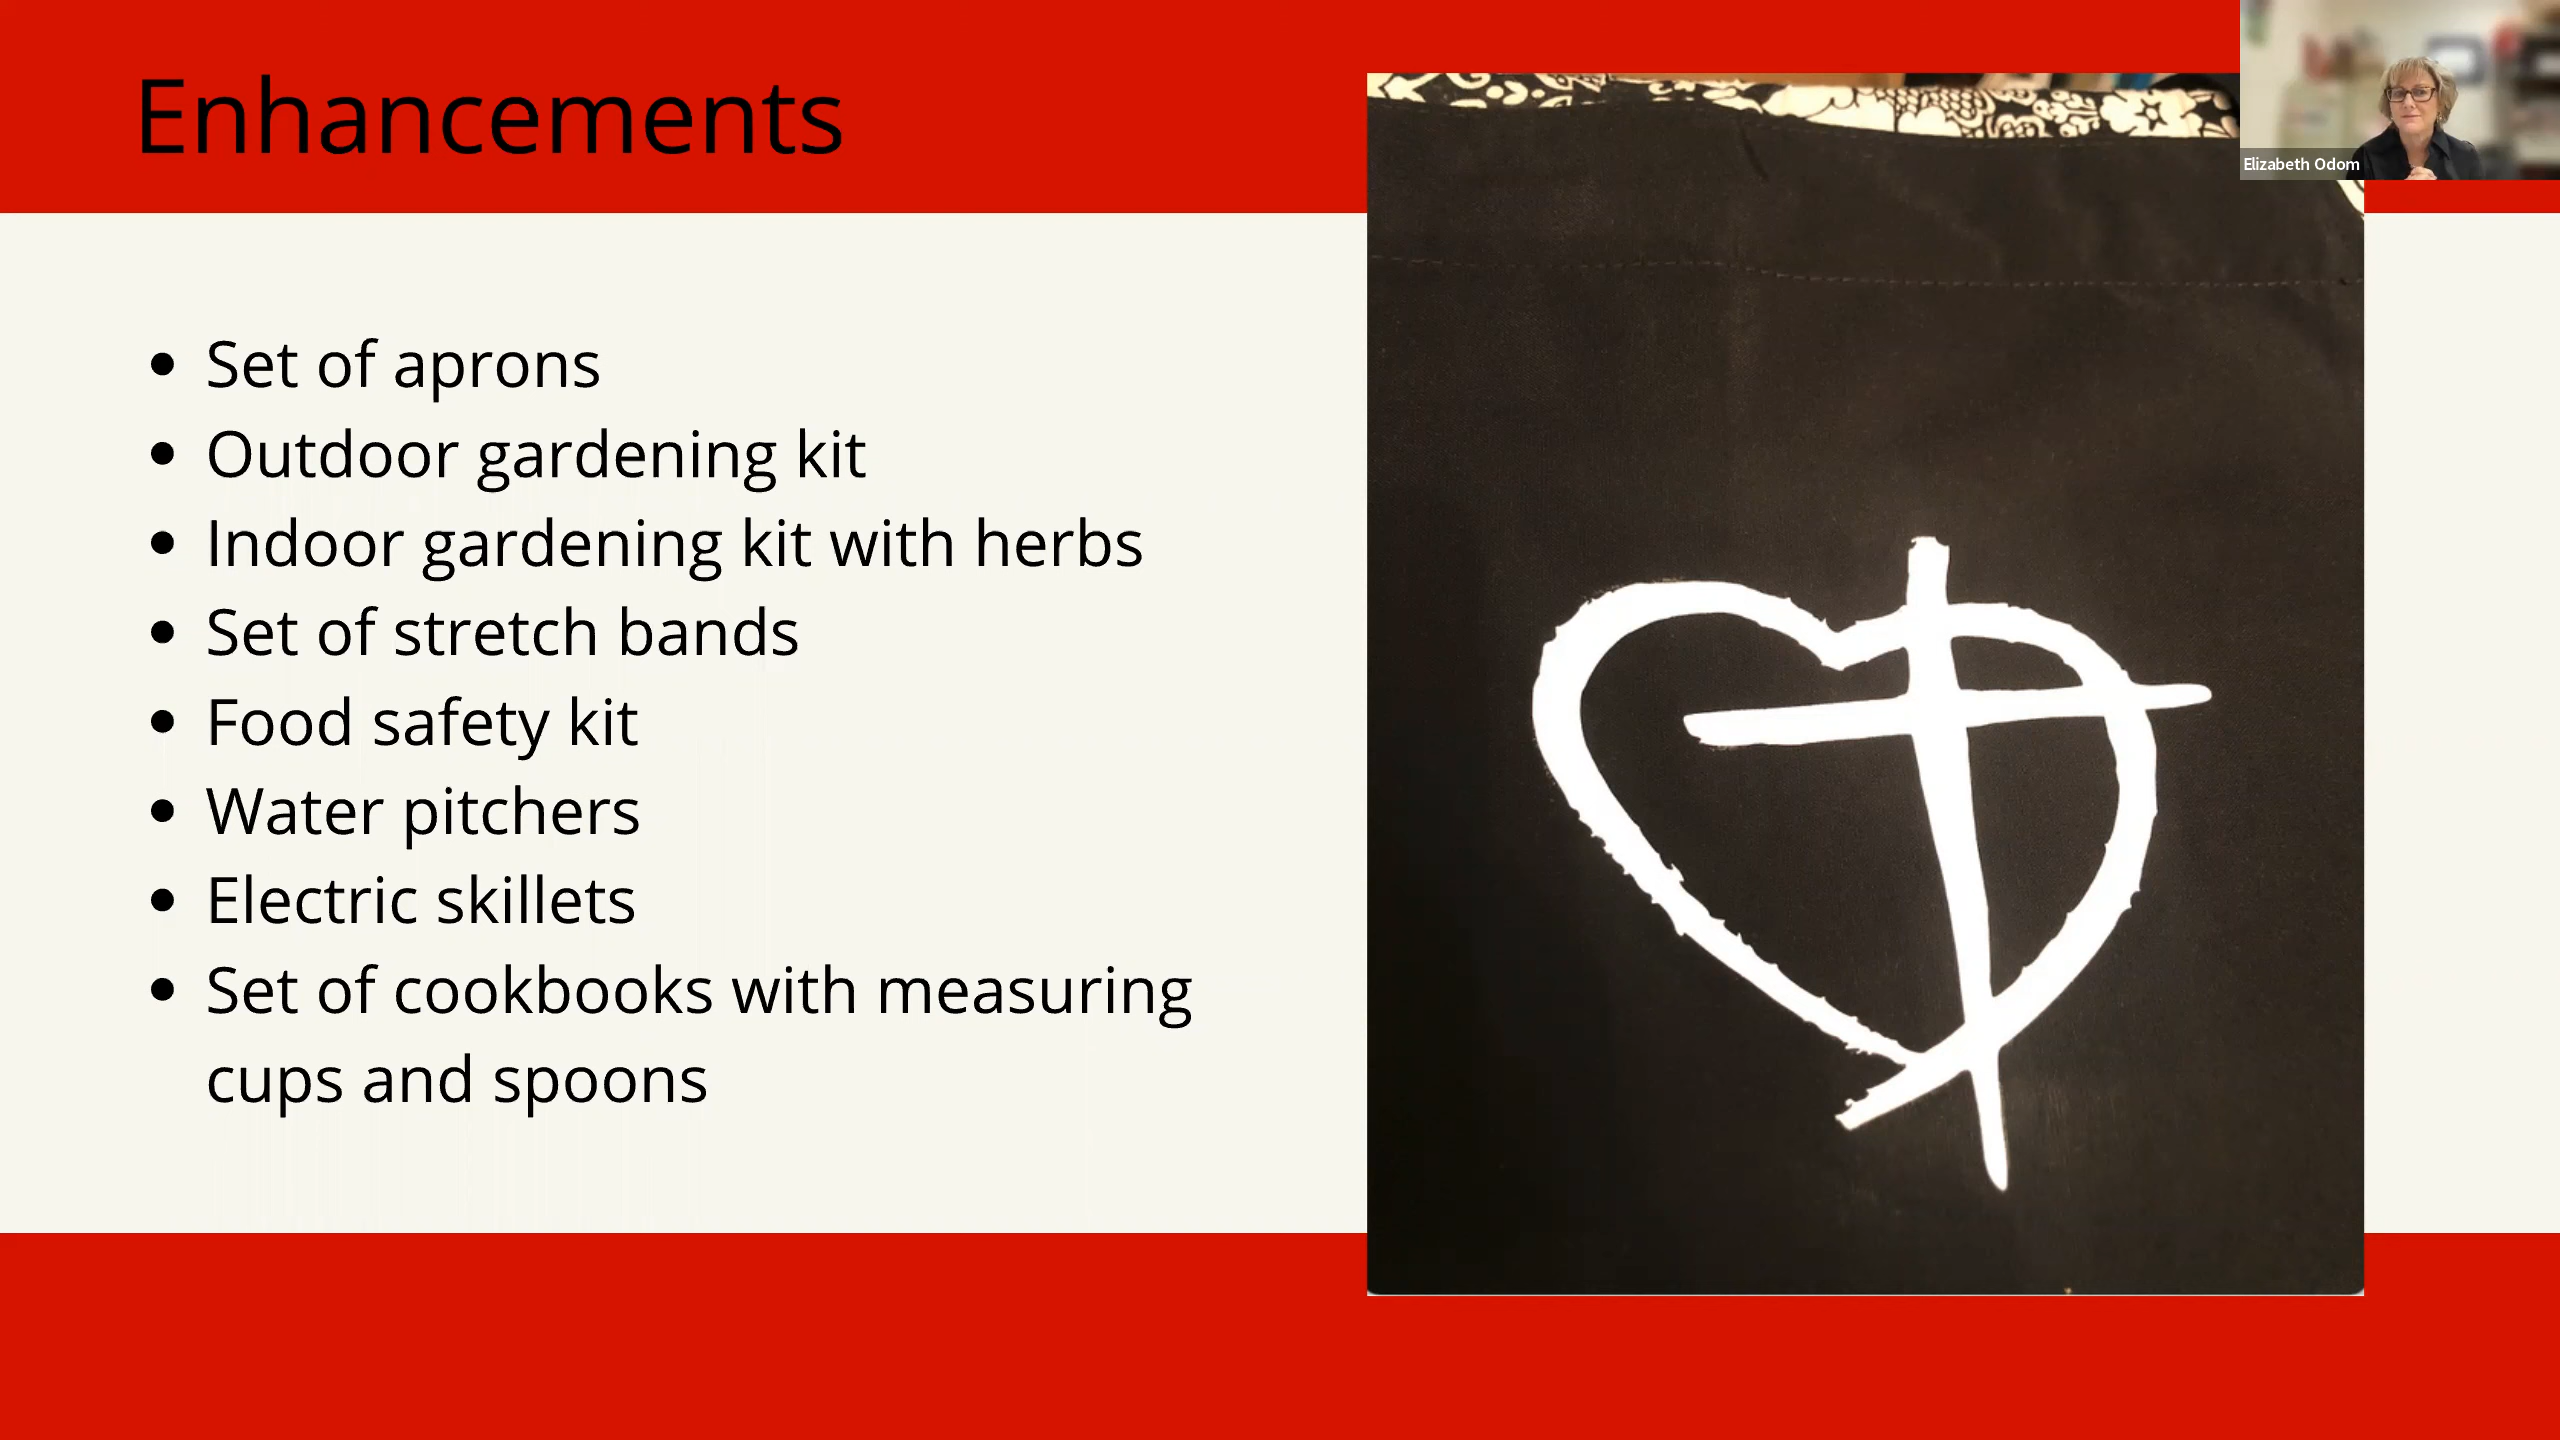 Enhancements
Elizabeth Odom
• Set of aprons
• Outdoor gardening kit
• Indoor gardening kit with herbs
• Set of stretch bands
• Food safety kit
• Water pitchers
• Electric skillets
• Set of cookbooks with measuring
cups and spoons